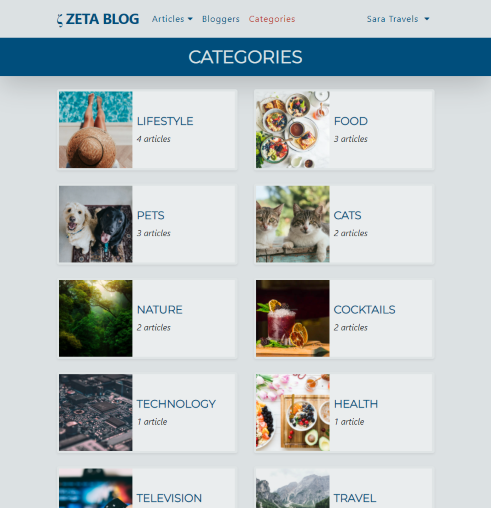 ZETA BLOG Articles Bloggers Categories Sara Travels
CATEGORIES
LIFESTYLE
4 articles
FOOD
3 articles
PETS
3 articles
CATS
2 articles
NATURE
2 articles
COCKTAILS
2 articles
TECHNOLOGY
1 article
HEALTH
1 article
TELEVISION
TRAVEL